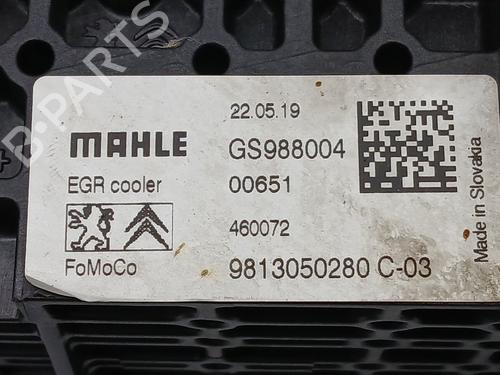 22.05.19
MAHLE GS988004
EGR cooler 00651
460072
FoMoCo 9813050280 C-03
Made in Slovakia
D-PARTS